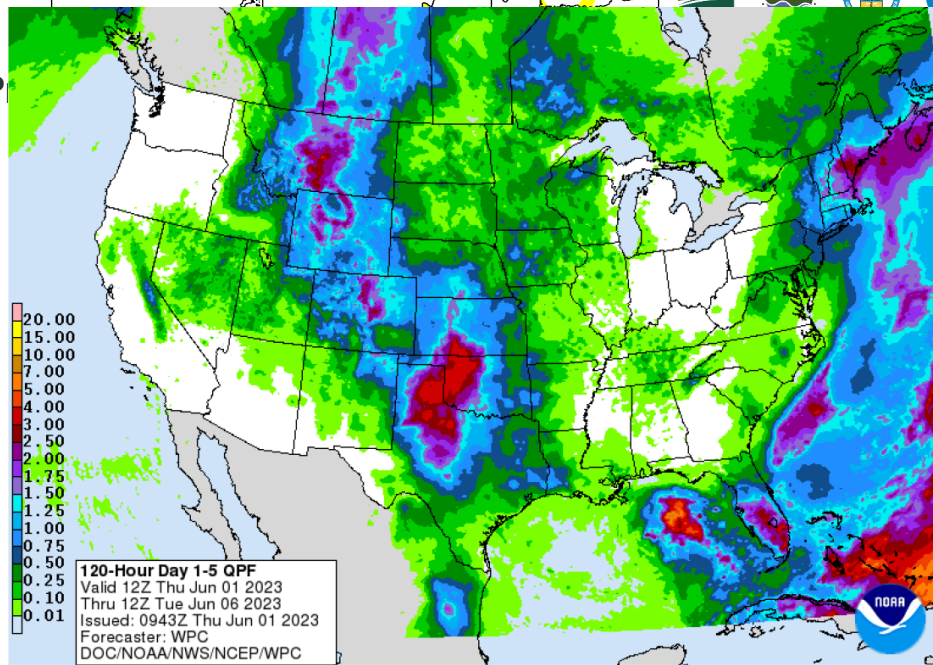 20.00
15.00
10.00
7.00
5.00
4.00
3.00
2.50
2.00
1.75
1.50
1.25
1.00
0.75
0.50
0.25
0.10
0.01
120-Hour Day 1-5 QPF
Valid 12Z Thu Jun 01 2023
Thru 12Z Tue Jun 06 2023
Issued: 0943Z Thu Jun 01 2023
Forecaster: WPC
DOC/NOAA/NWS/NCEP/WPC
NOAA